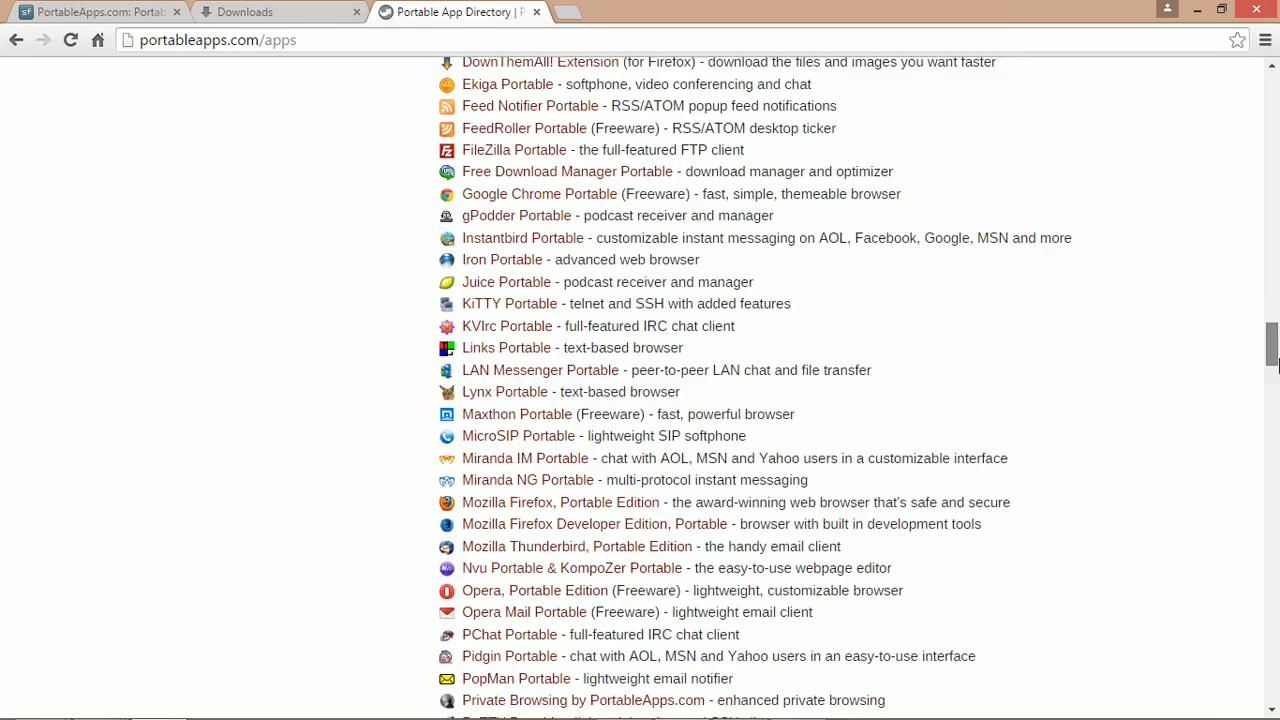 PortableApps.com: Portab
Downloads
Portable App Directory | P
portableapps.com/apps
DownThemAll! Extension (for Firefox) - download the files and images you want faster
Ekiga Portable - softphone, video conferencing and chat
Feed Notifier Portable - RSS/ATOM popup feed notifications
FeedRoller Portable (Freeware) - RSS/ATOM desktop ticker
FileZilla Portable - the full-featured FTP client
Free Download Manager Portable - download manager and optimizer
Google Chrome Portable (Freeware) - fast, simple, themeable browser
gPodder Portable - podcast receiver and manager
Instantbird Portable - customizable instant messaging on AOL, Facebook, Google, MSN and more
Iron Portable - advanced web browser
Juice Portable - podcast receiver and manager
KiTTY Portable - telnet and SSH with added features
KVIrc Portable - full-featured IRC chat client
Links Portable - text-based browser
LAN Messenger Portable - peer-to-peer LAN chat and file transfer
Lynx Portable - text-based browser
Maxthon Portable (Freeware) - fast, powerful browser
MicroSIP Portable - lightweight SIP softphone
Miranda IM Portable - chat with AOL, MSN and Yahoo users in a customizable interface
Miranda NG Portable - multi-protocol instant messaging
Mozilla Firefox, Portable Edition - the award-winning web browser that's safe and secure
Mozilla Firefox Developer Edition, Portable - browser with built in development tools
Mozilla Thunderbird, Portable Edition - the handy email client
Nvu Portable & KompoZer Portable - the easy-to-use webpage editor
Opera, Portable Edition (Freeware) - lightweight, customizable browser
Opera Mail Portable (Freeware) - lightweight email client
PChat Portable - full-featured IRC chat client
Pidgin Portable - chat with AOL, MSN and Yahoo users in an easy-to-use interface
PopMan Portable - lightweight email notifier
Private Browsing by PortableApps.com - enhanced private browsing